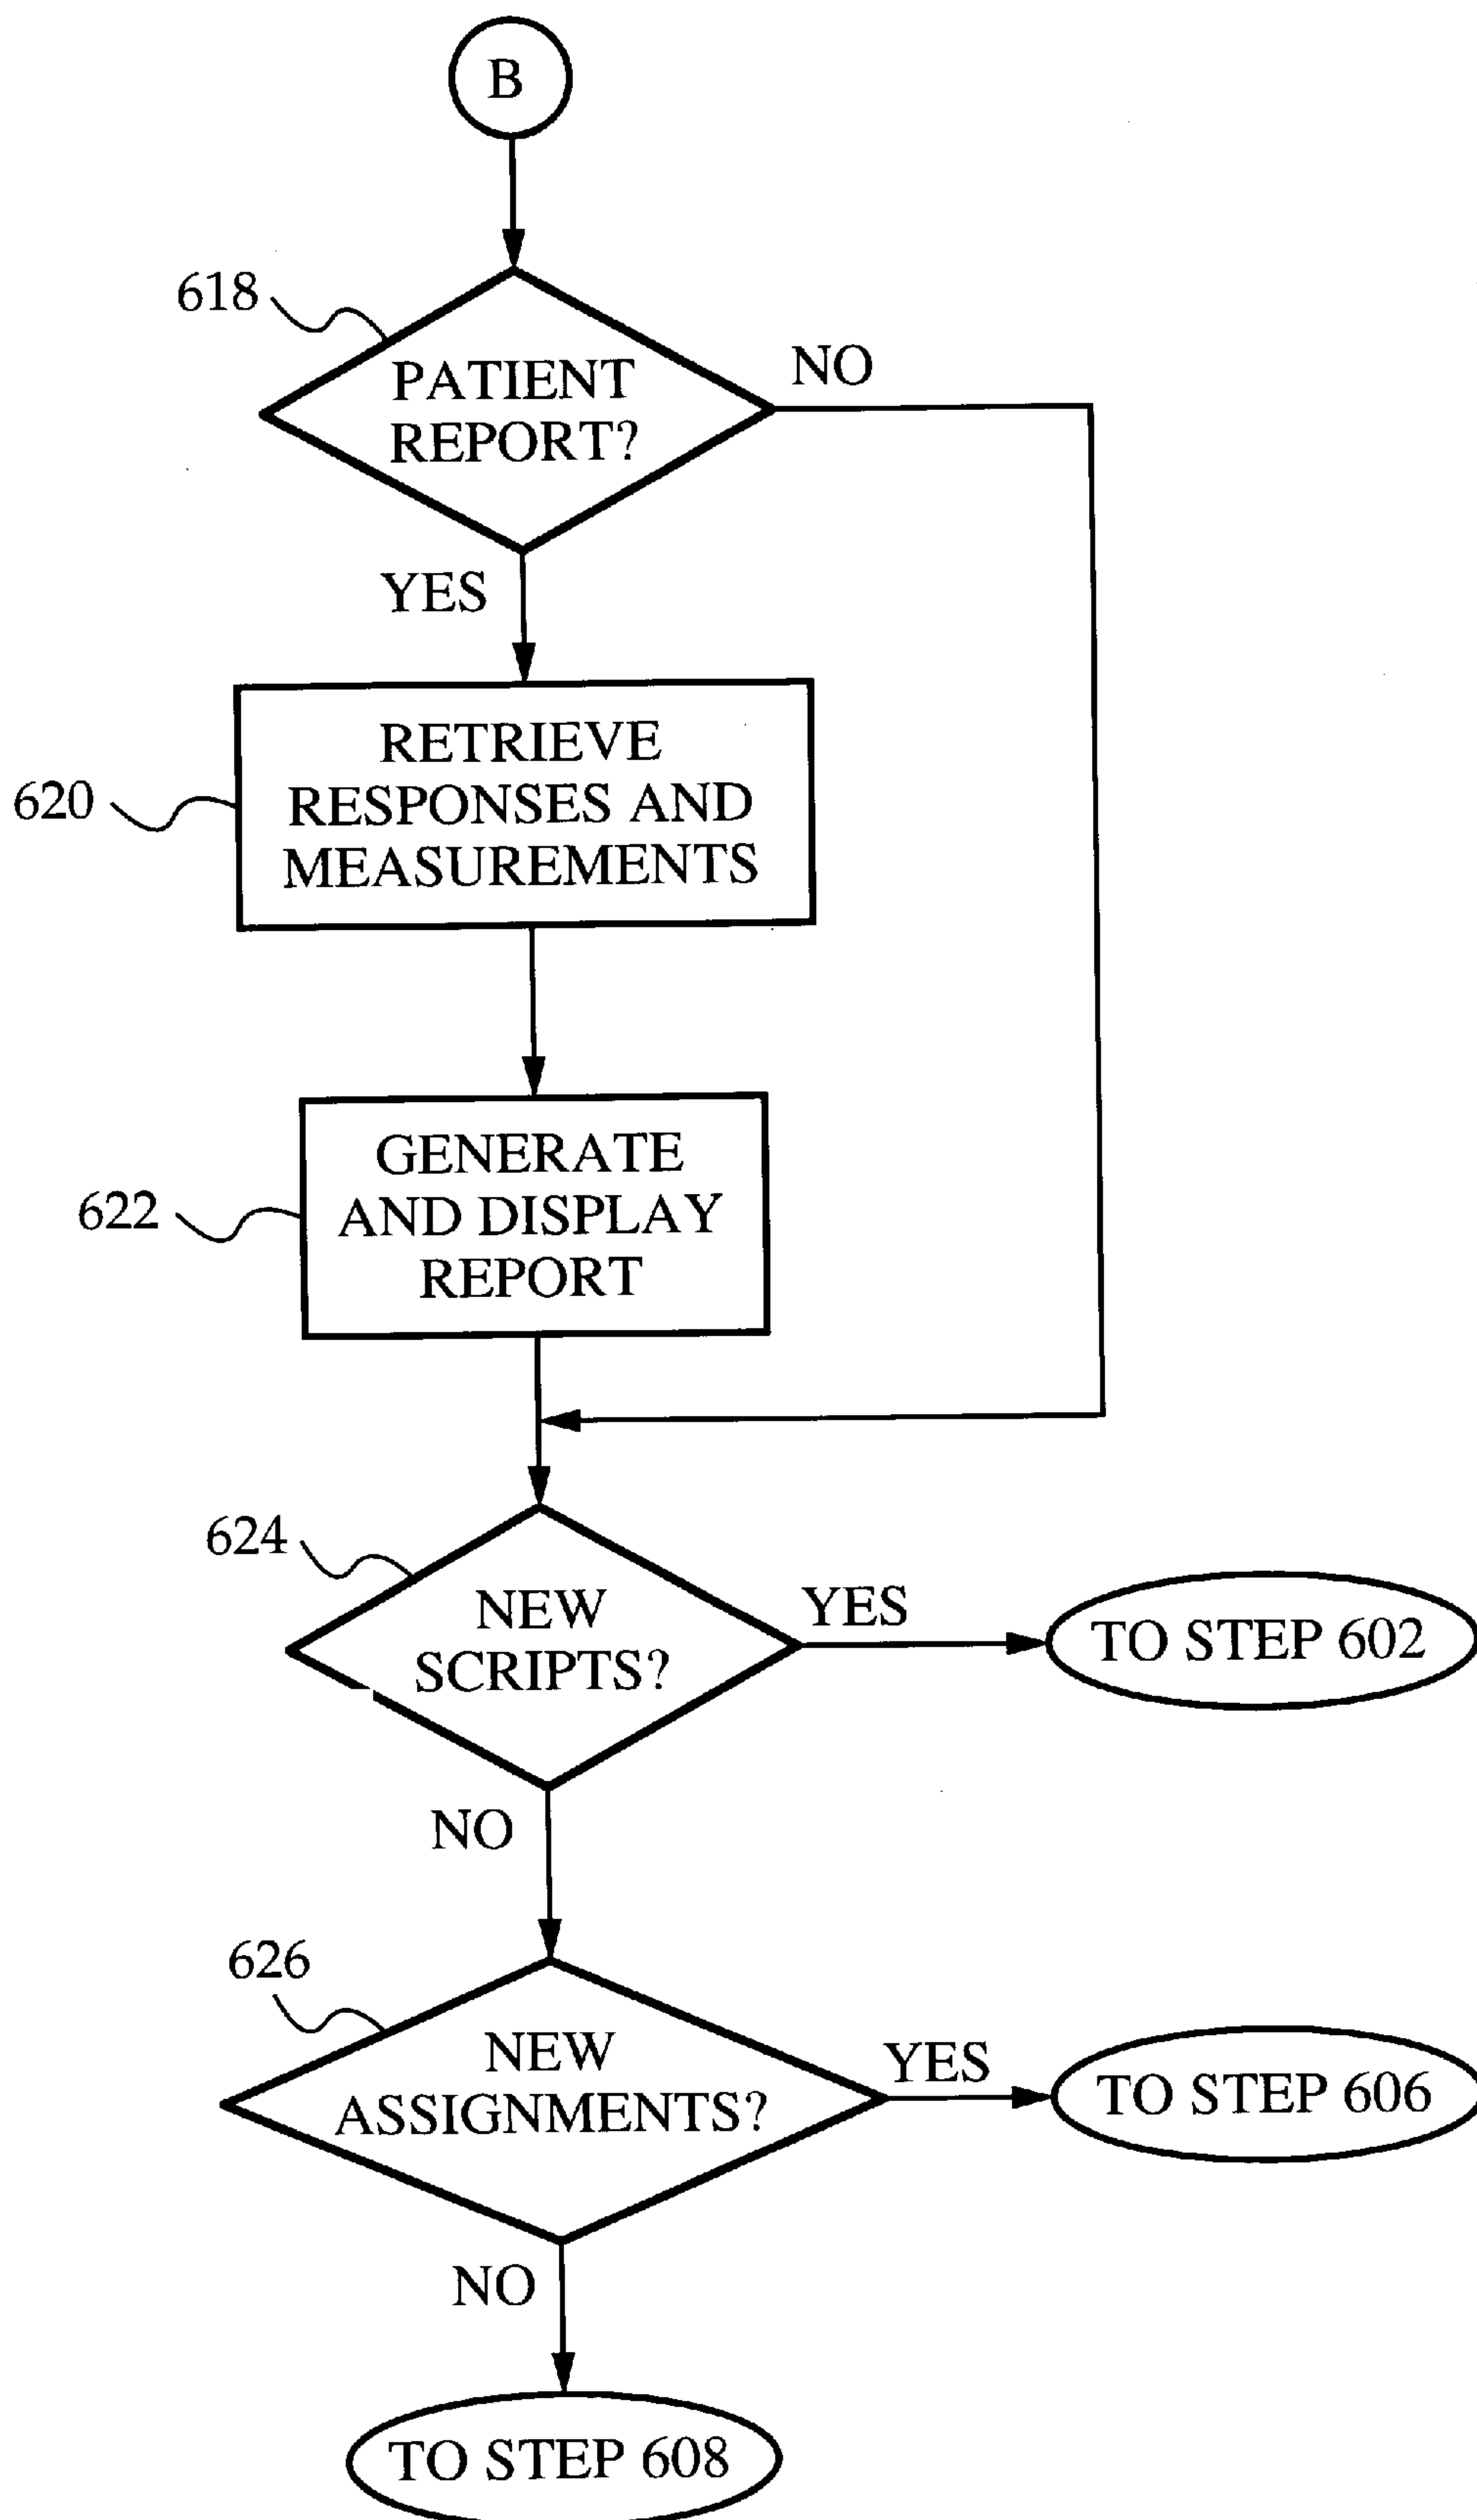 B
618
PATIENT
REPORT?
NO
YES
620
RETRIEVE
RESPONSES AND
MEASUREMENTS
622
GENERATE
AND DISPLAY
REPORT
624
NEW
SCRIPTS?
YES
TO STEP 602
NO
626
NEW
ASSIGNMENTS?
YES
TO STEP 606
NO
TO STEP 608